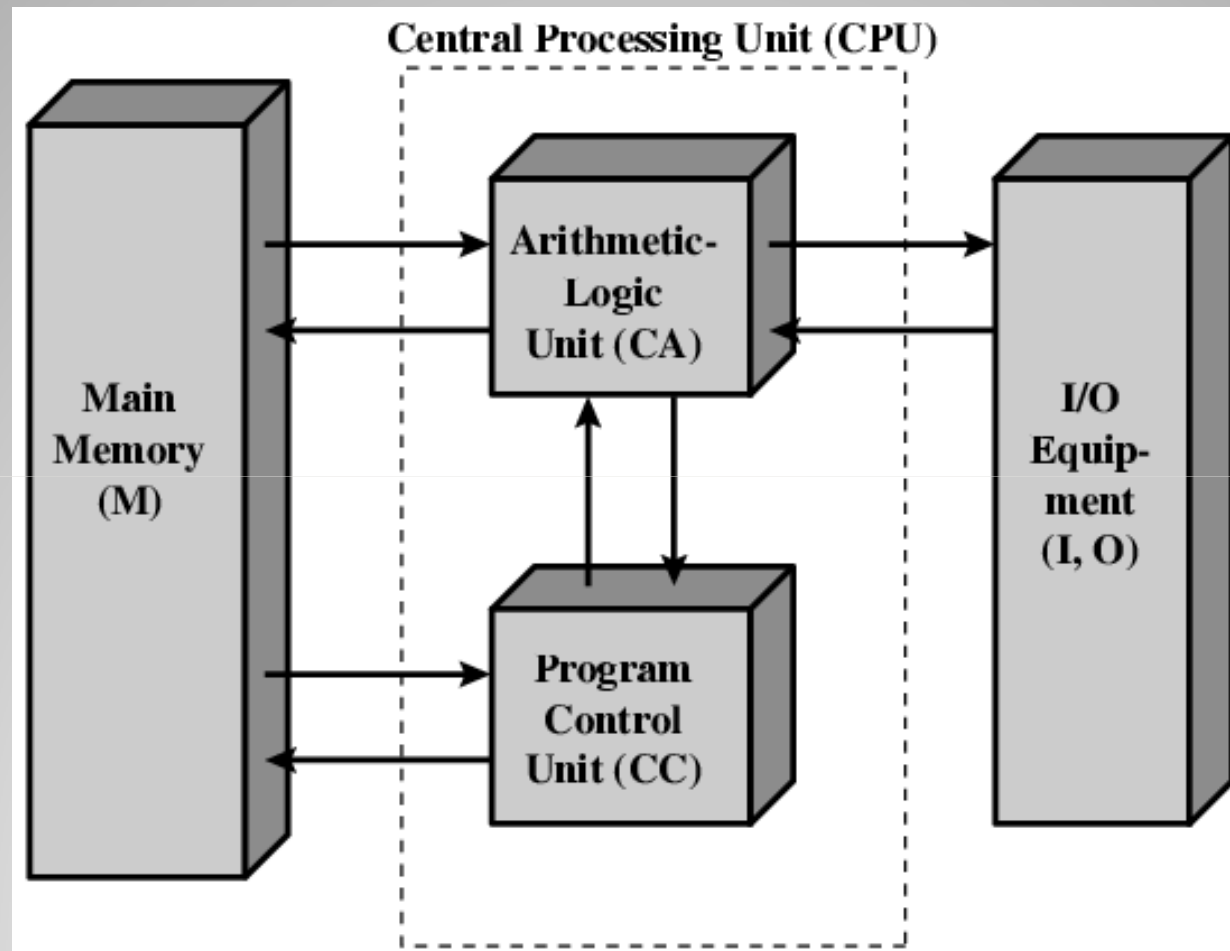 Central Processing Unit (CPU)
Main
Memory
(M)
Arithmetic-
Logic
Unit (CA)
Program
Control
Unit (CC)
I/O
Equip-
ment
(I, O)